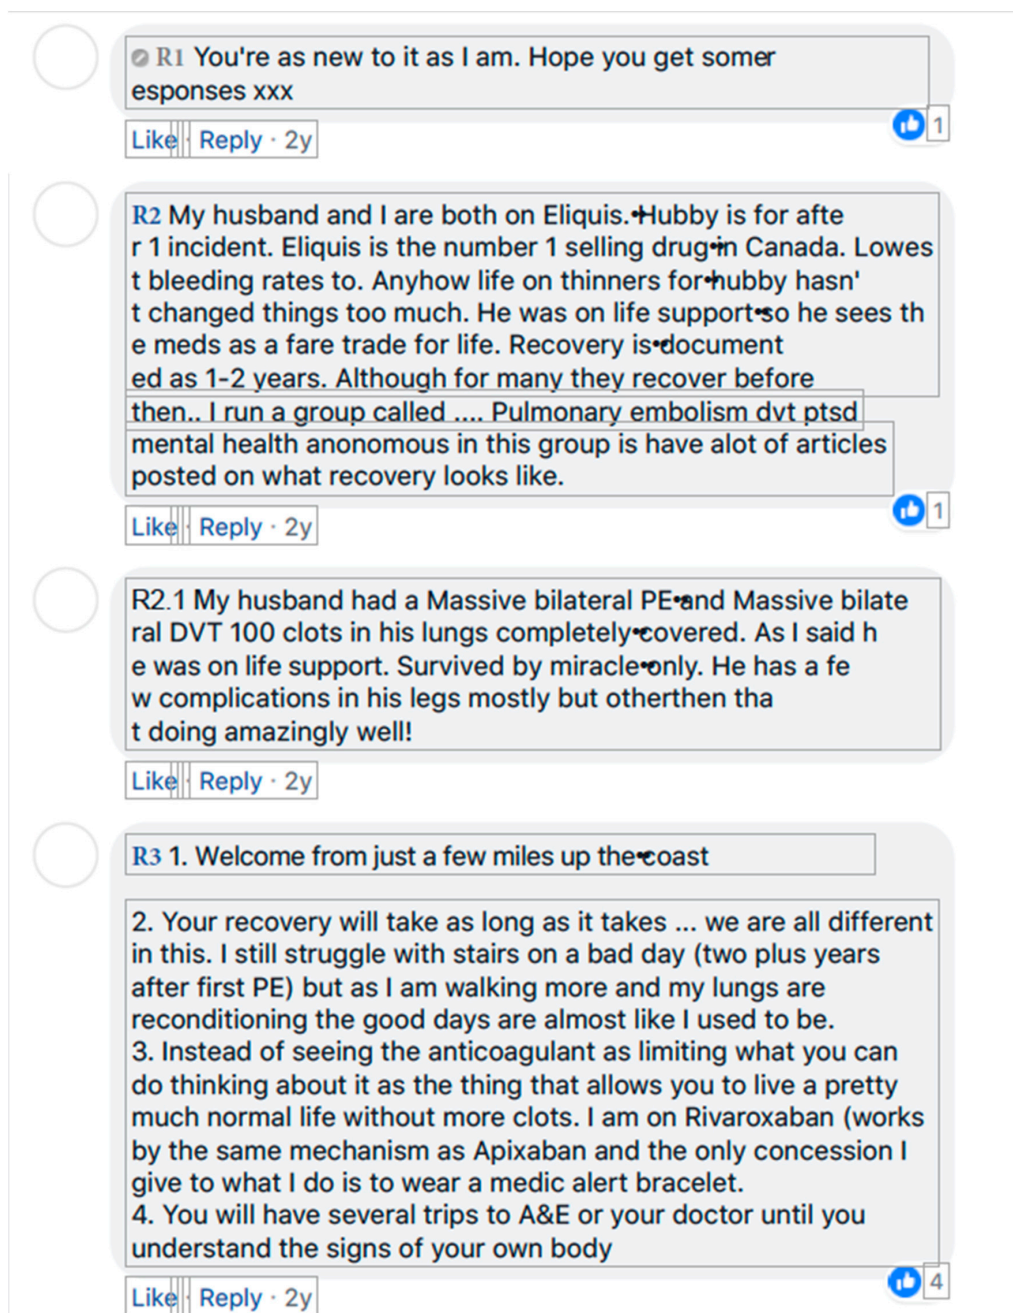 R1 You're as new to it as I am. Hope you get somer
esponses xxx
Like · Reply · 2y
1
R2 My husband and I are both on Eliquis. Hubby is for afte
r 1 incident. Eliquis is the number 1 selling drug in Canada. Lowes
t bleeding rates to. Anyhow life on thinners for hubby hasn'
t changed things too much. He was on life support so he sees th
e meds as a fare trade for life. Recovery is document
ed as 1-2 years. Although for many they recover before
then.. I run a group called .... Pulmonary embolism dvt ptsd
mental health anonomous in this group is have alot of articles
posted on what recovery looks like.
1
Like · Reply · 2y
R2.1 My husband had a Massive bilateral PE and Massive bilate
ral DVT 100 clots in his lungs completely covered. As I said h
e was on life support. Survived by miracle only. He has a fe
w complications in his legs mostly but otherthen tha
t doing amazingly well!
Like · Reply · 2y
R3 1. Welcome from just a few miles up the coast
2. Your recovery will take as long as it takes ... we are all different
in this. I still struggle with stairs on a bad day (two plus years
after first PE) but as I am walking more and my lungs are
reconditioning the good days are almost like I used to be.
3. Instead of seeing the anticoagulant as limiting what you can
do thinking about it as the thing that allows you to live a pretty
much normal life without more clots. I am on Rivaroxaban (works
by the same mechanism as Apixaban and the only concession I
give to what I do is to wear a medic alert bracelet.
4. You will have several trips to A&E or your doctor until you
understand the signs of your own body
4
Like · Reply · 2y